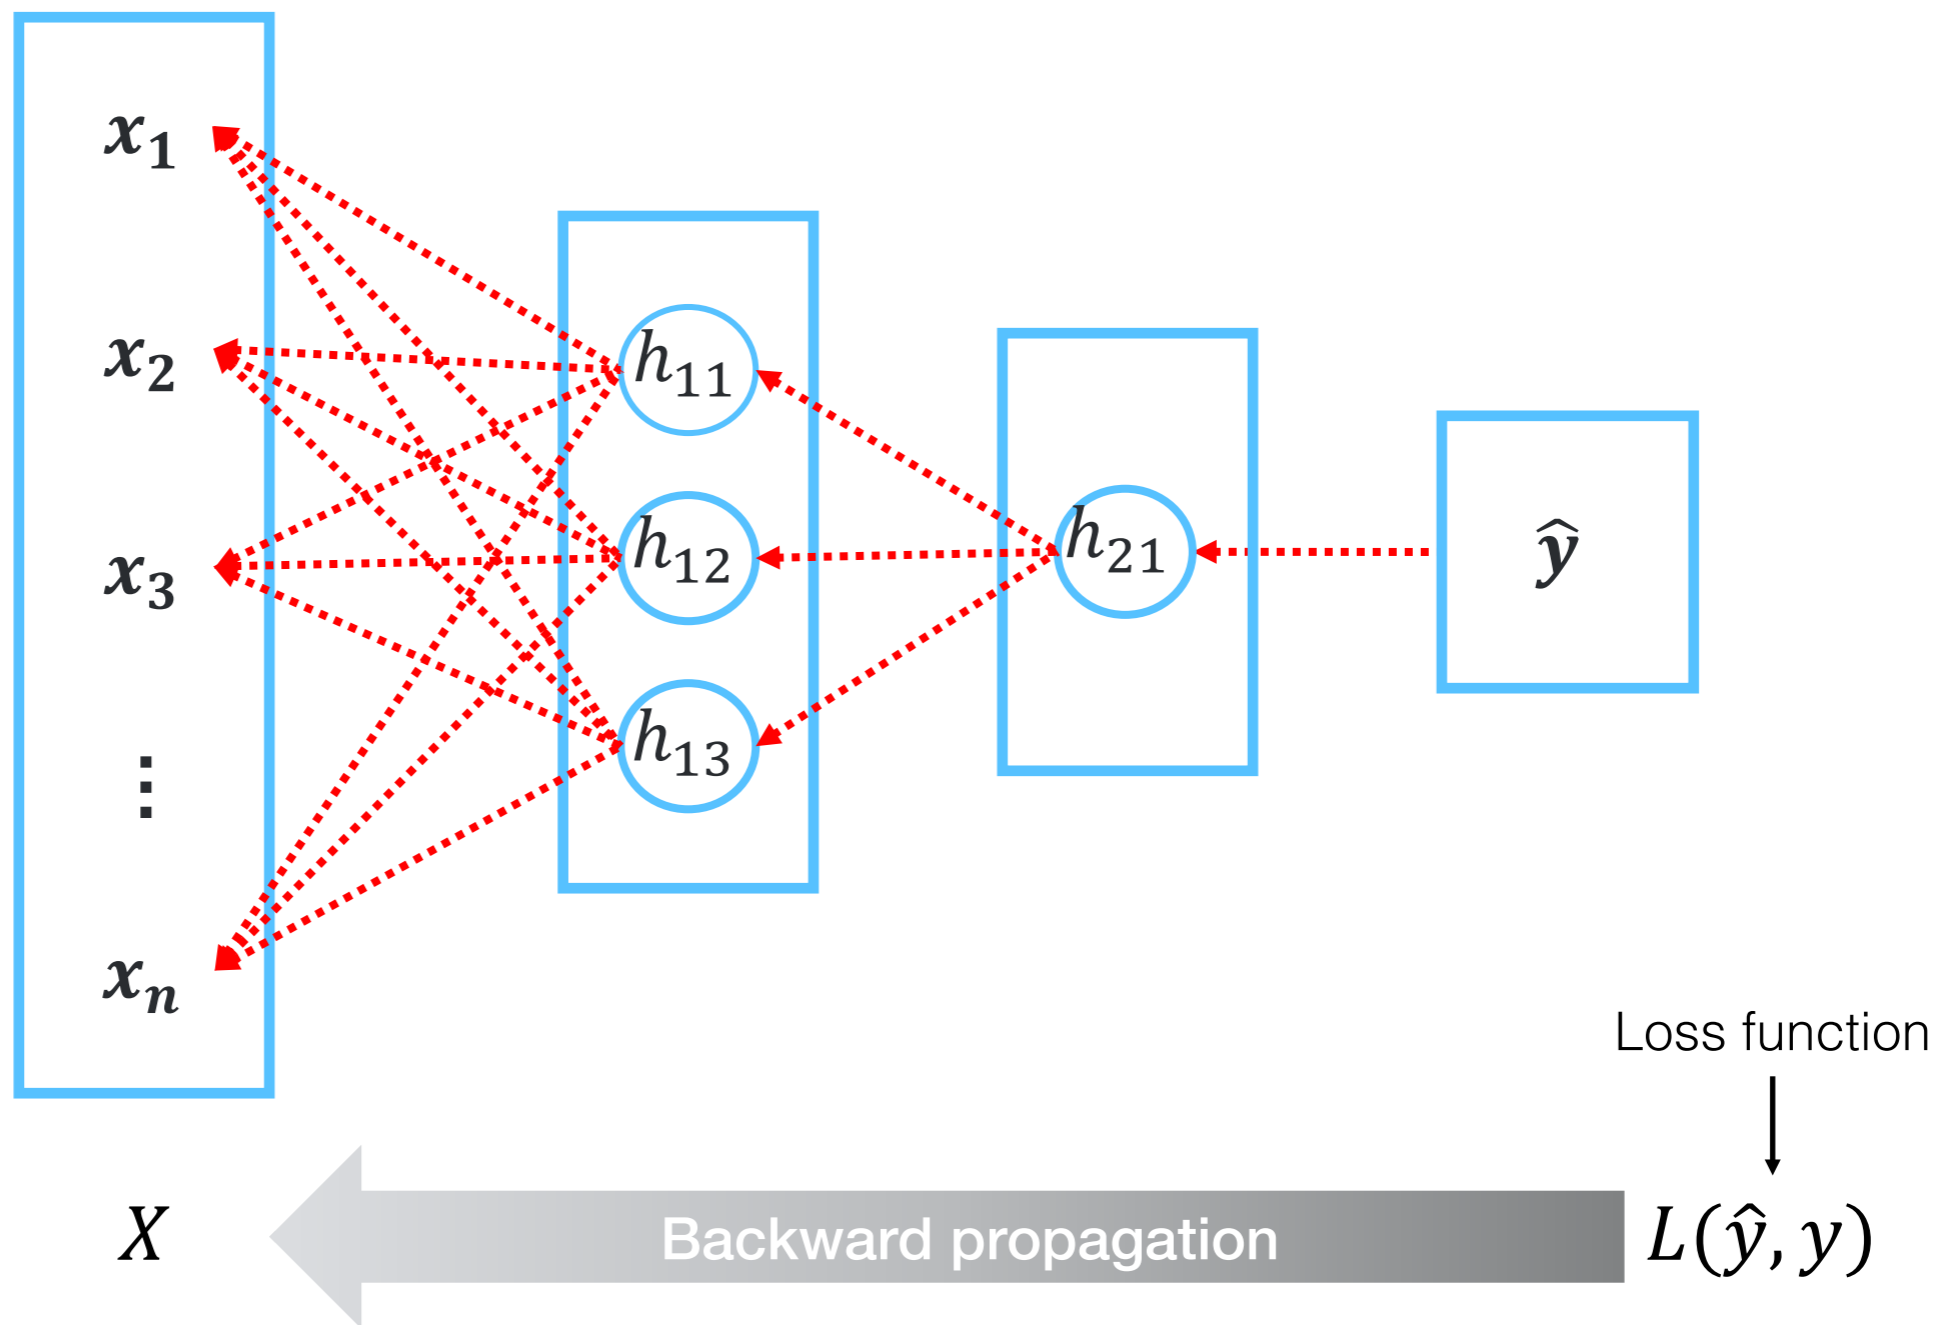 x₁
x₂
x₃
⋮
xₙ
h₁₁
h₁₂
h₁₃
h₂₁
ŷ
Loss function
X
Backward propagation
L(ŷ, y)